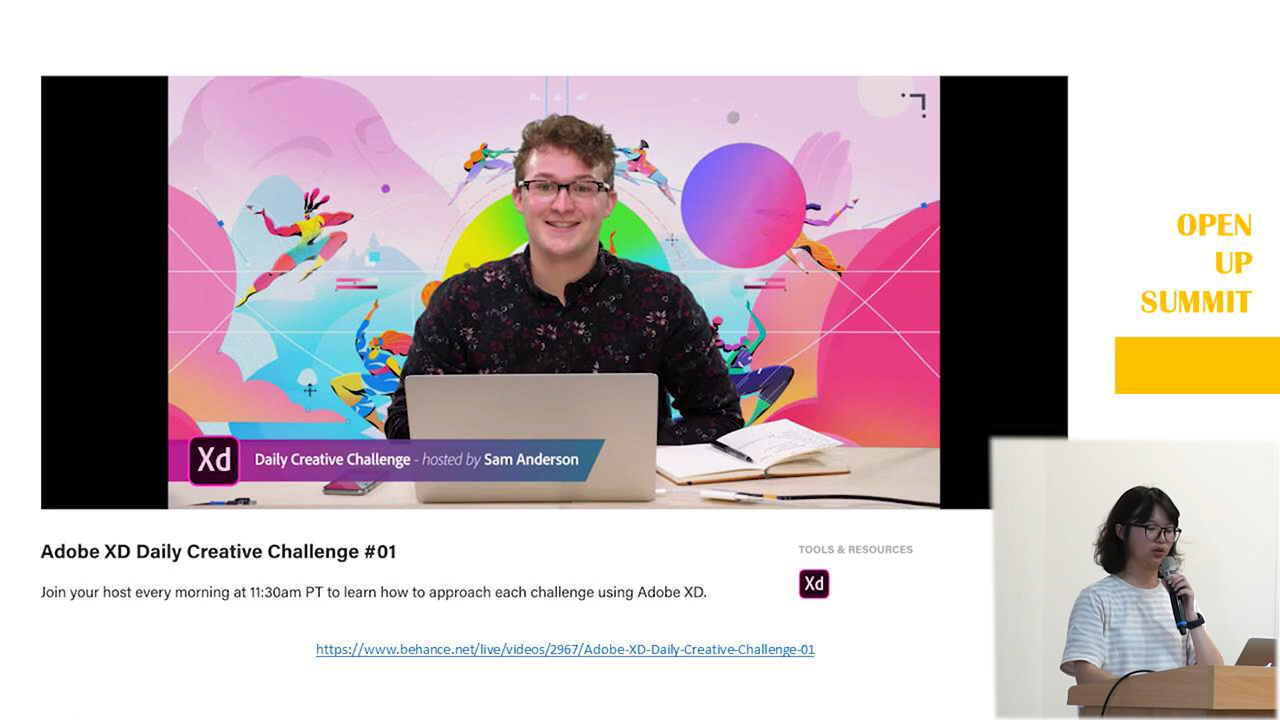 Xd
Daily Creative Challenge - hosted by Sam Anderson
OPEN
UP
SUMMIT
Adobe XD Daily Creative Challenge #01
TOOLS & RESOURCES
Join your host every morning at 11:30am PT to learn how to approach each challenge using Adobe XD.
Xd
https://www.behance.net/live/videos/2967/Adobe-XD-Daily-Creative-Challenge-01